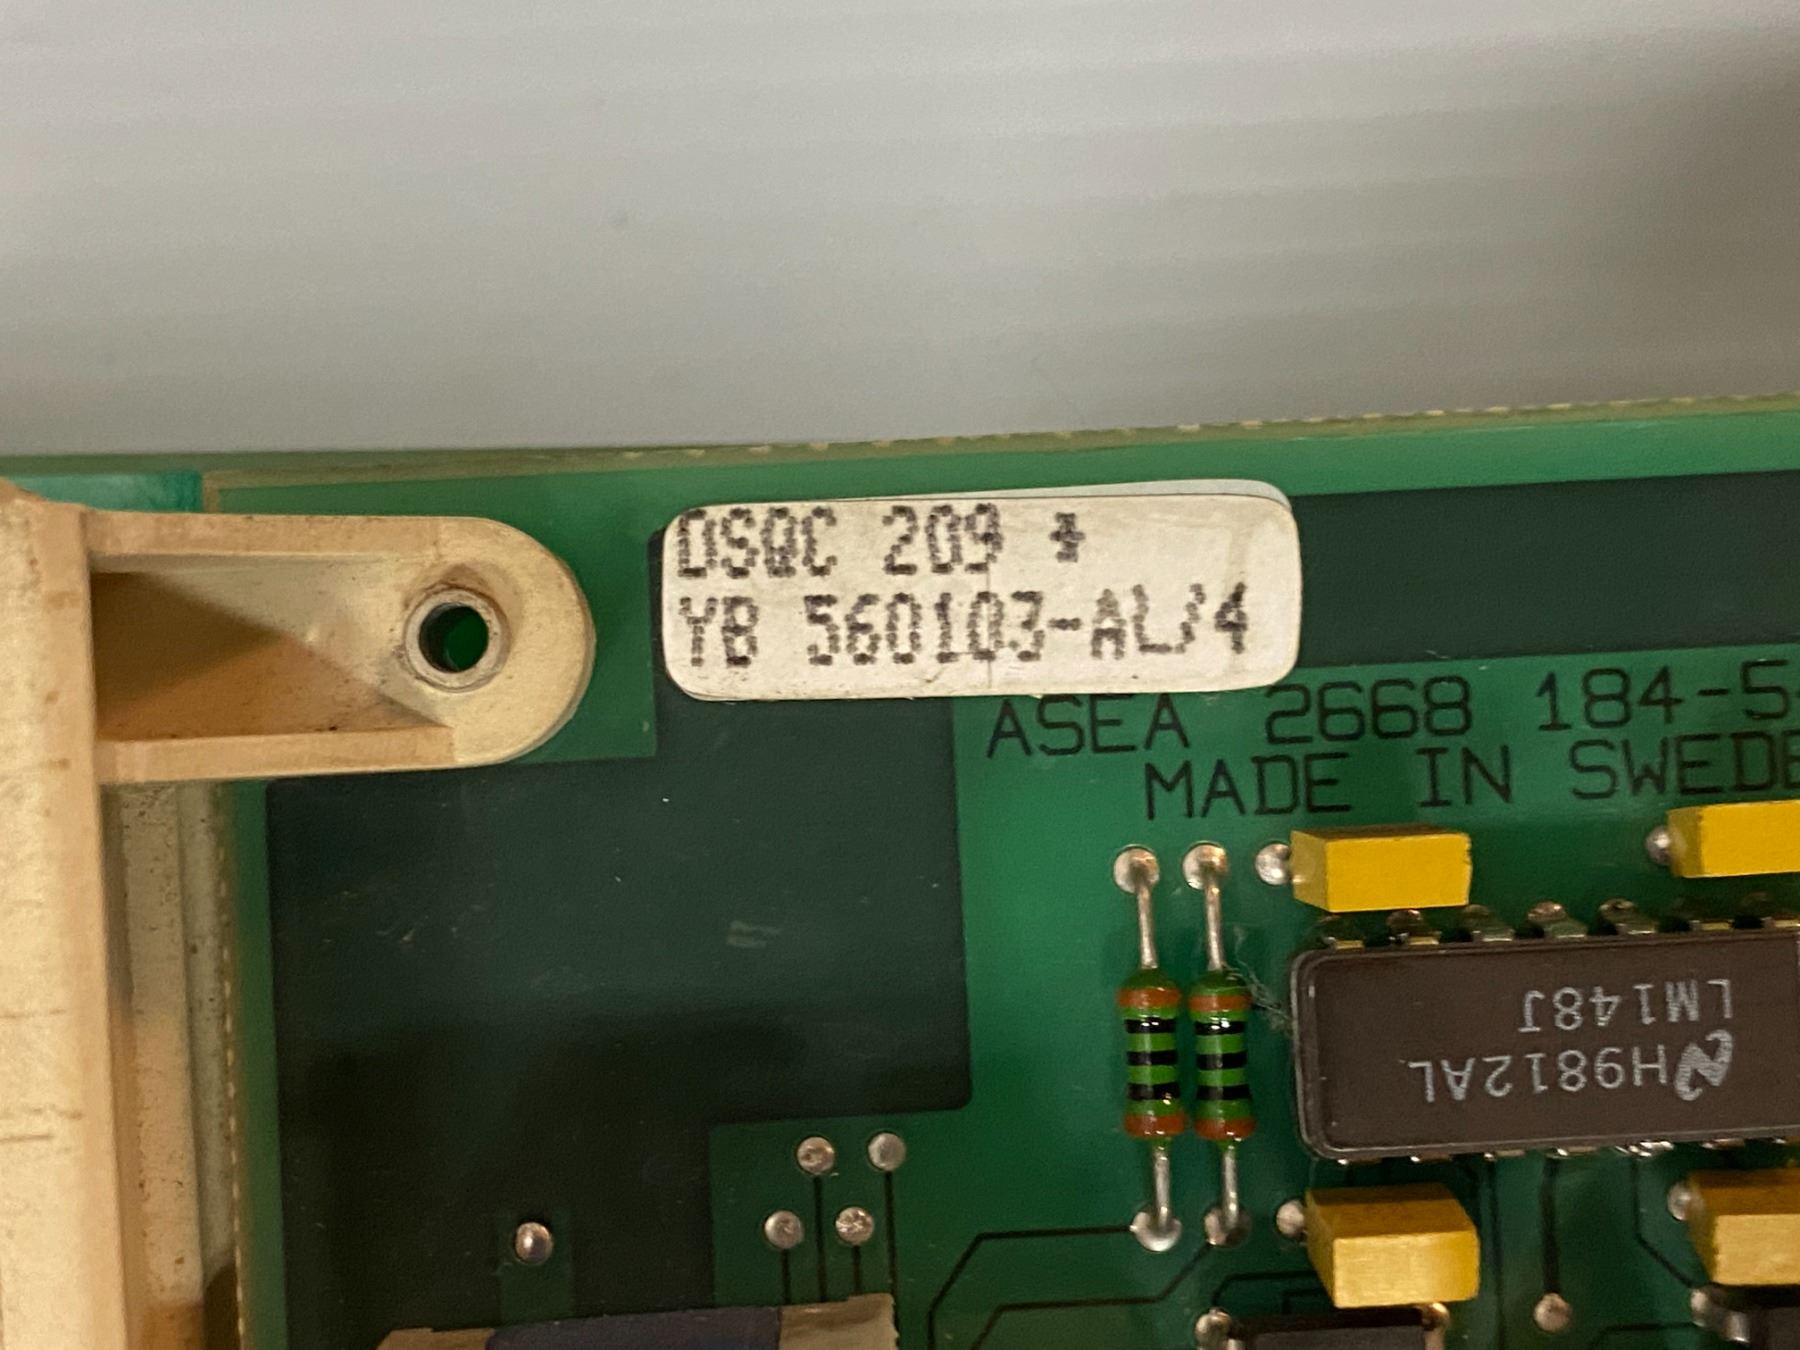 DSQC 209 *
YB 560103-AL/4
ASEA 2668 184-5
MADE IN SWEDE
LM148J
H9812AL